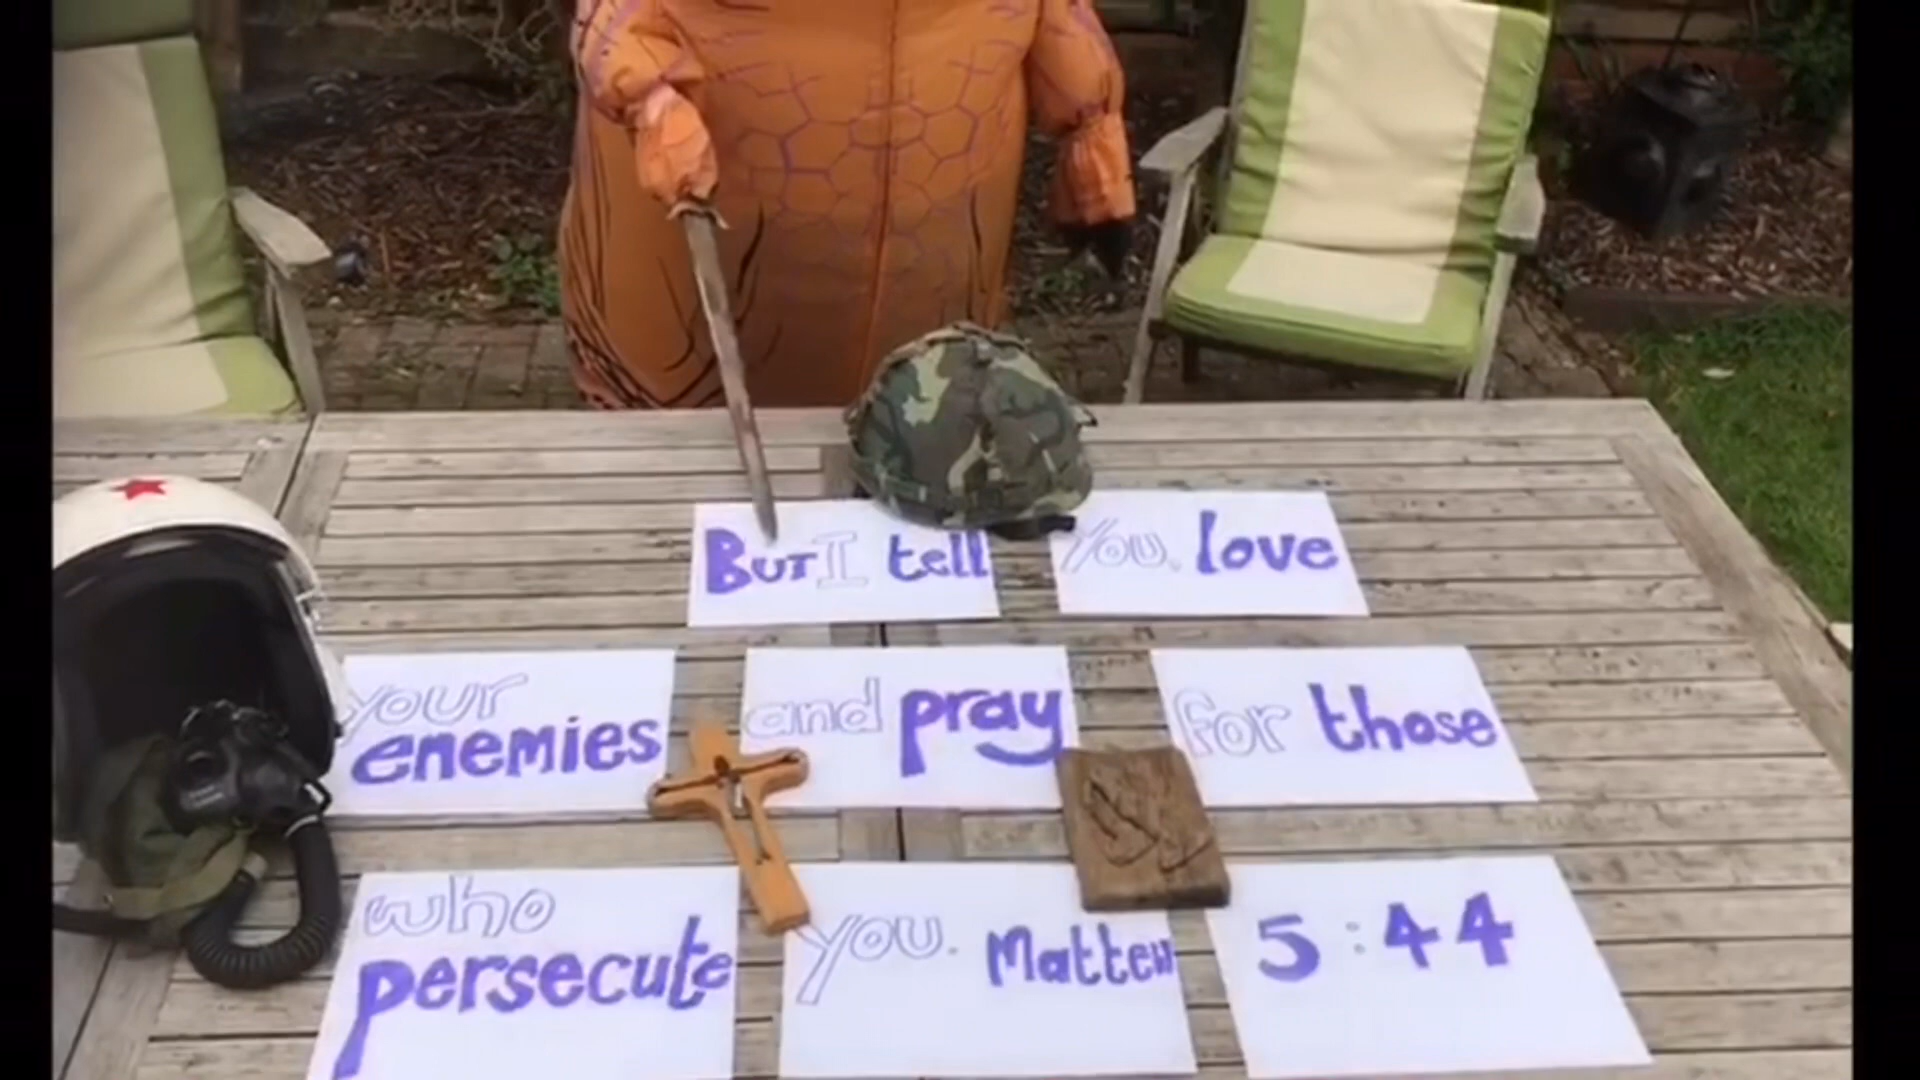 But I tell you, love
your
enemies and pray for those
who
persecute you. Mattew 5:44